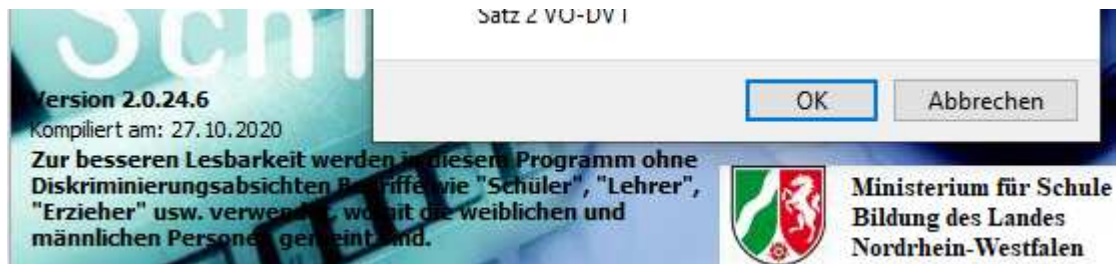 Schi
Satz 2 VO-DV I
OK
Abbrechen
Version 2.0.24.6
Kompiliert am: 27.10.2020
Zur besseren Lesbarkeit werden in diesem Programm ohne
Diskriminierungsabsichten Begriffe wie "Schüler", "Lehrer",
"Erzieher" usw. verwendet, womit die weiblichen und
männlichen Personen gemeint sind.
Ministerium für Schule
Bildung des Landes
Nordrhein-Westfalen